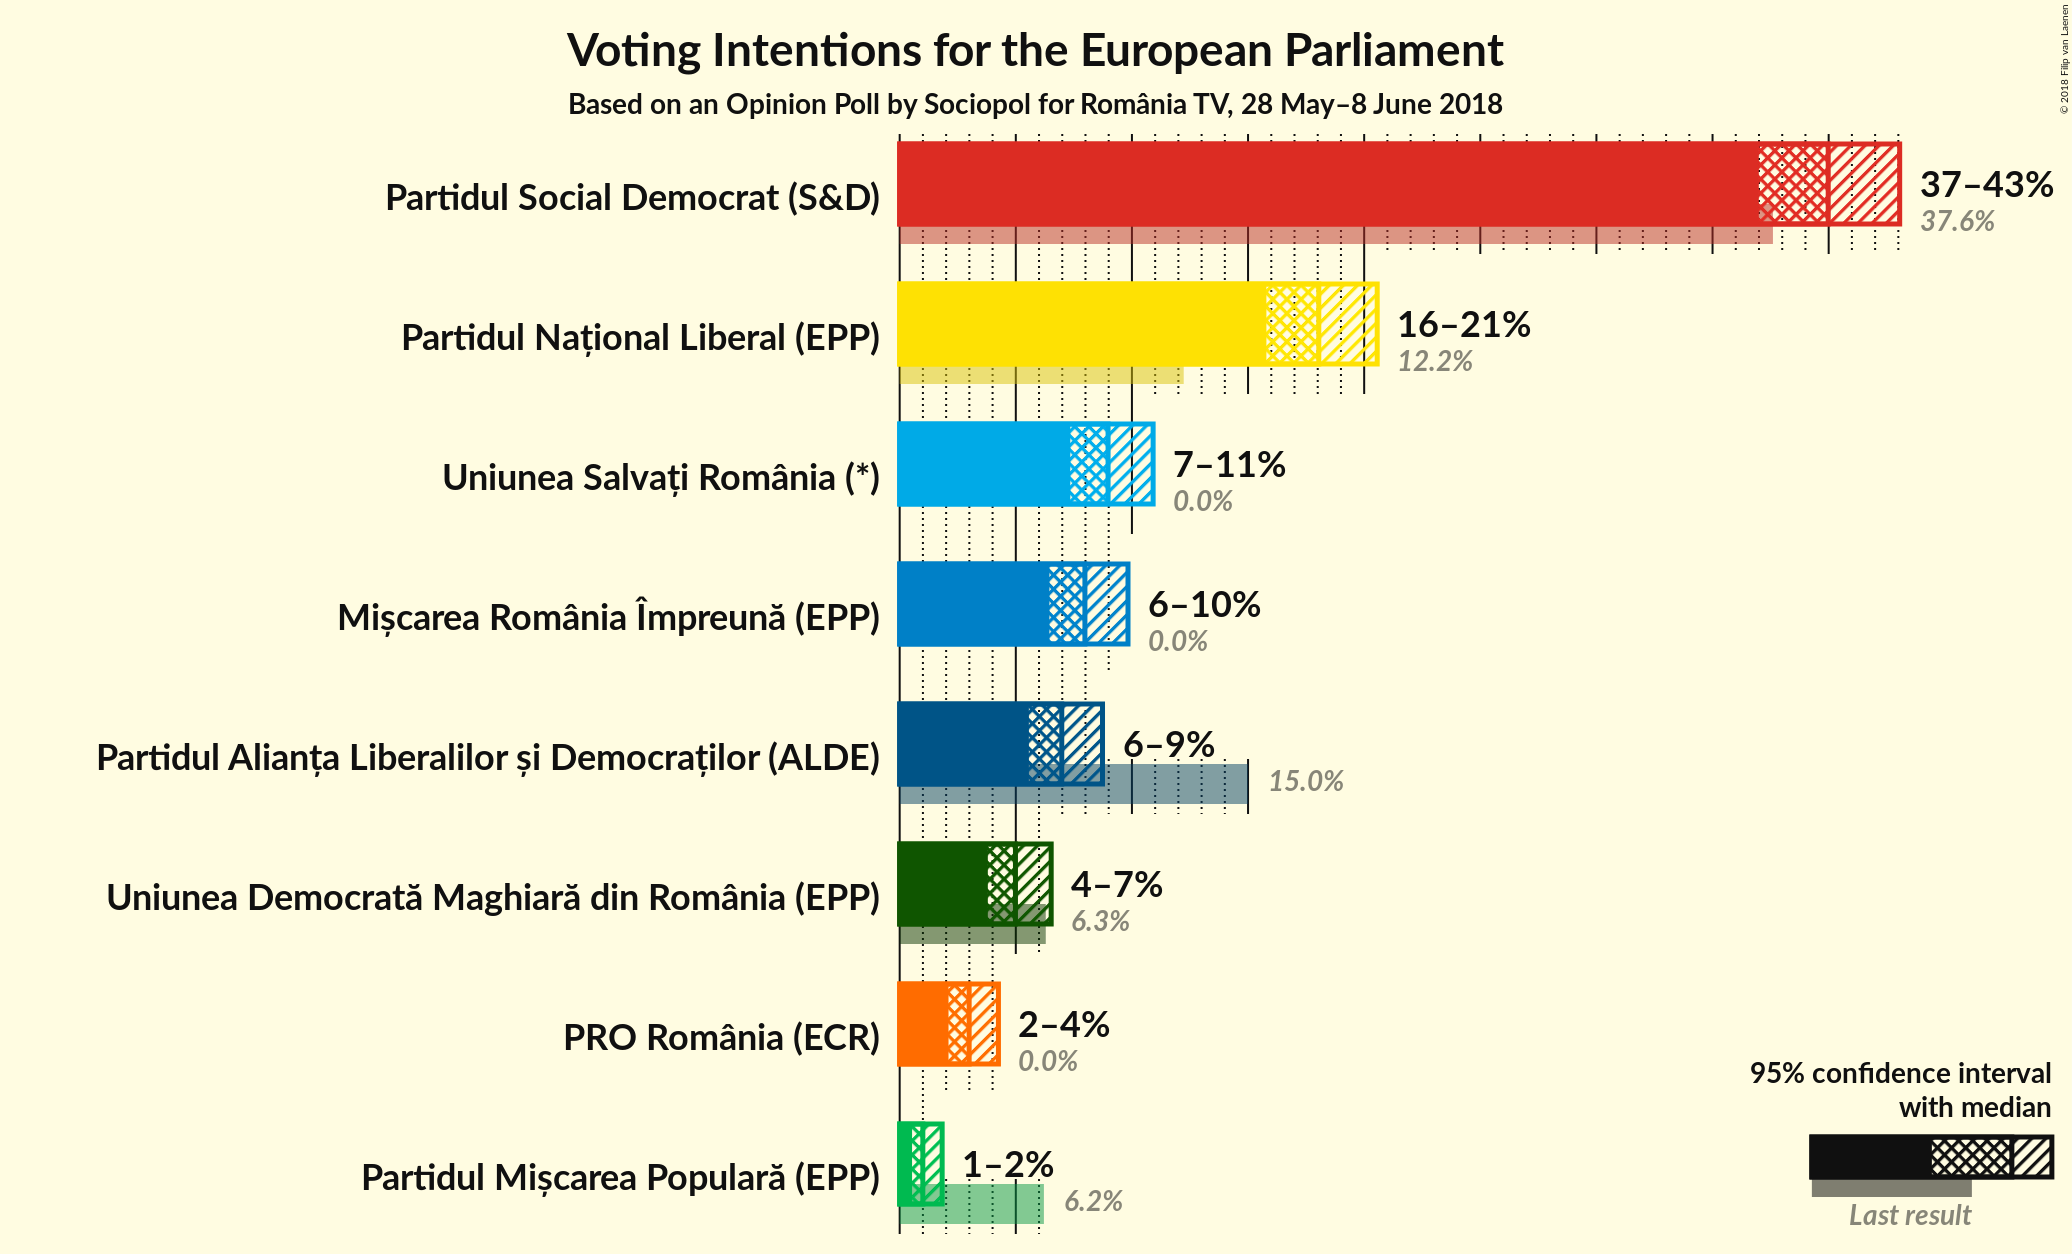 Voting Intentions for the European Parliament
Based on an Opinion Poll by Sociopol for România TV, 28 May–8 June 2018
© 2018 Filip van Laenen
Partidul Social Democrat (S&D)
37–43%
37.6%
Partidul Național Liberal (EPP)
16–21%
12.2%
Uniunea Salvați România (*)
7–11%
0.0%
Mișcarea România Împreună (EPP)
6–10%
0.0%
Partidul Alianța Liberalilor și Democraților (ALDE)
6–9%
15.0%
Uniunea Democrată Maghiară din România (EPP)
4–7%
6.3%
PRO România (ECR)
2–4%
0.0%
Partidul Mișcarea Populară (EPP)
1–2%
6.2%
95% confidence interval
with median
Last result